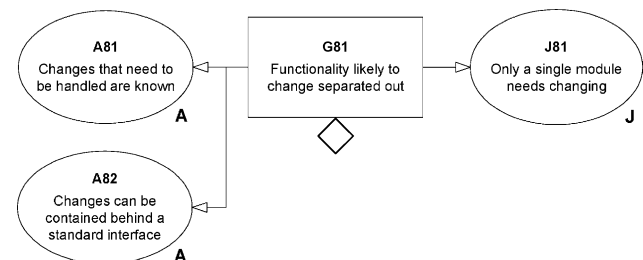 A81
Changes that need to
be handled are known
A
G81
Functionality likely to
change separated out
J81
Only a single module
needs changing
J
A82
Changes can be
contained behind a
standard interface
A